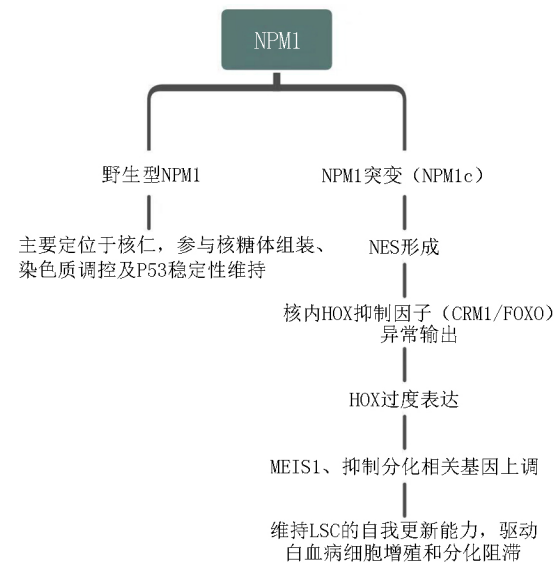 NPM1
野生型NPM1
NPM1突变（NPM1c）
主要定位于核仁，参与核糖体组装、
染色质调控及P53稳定性维持
NES形成
核内HOX抑制因子（CRM1/FOXO）
异常输出
HOX过度表达
MEIS1、抑制分化相关基因上调
维持LSC的自我更新能力，驱动
白血病细胞增殖和分化阻滞